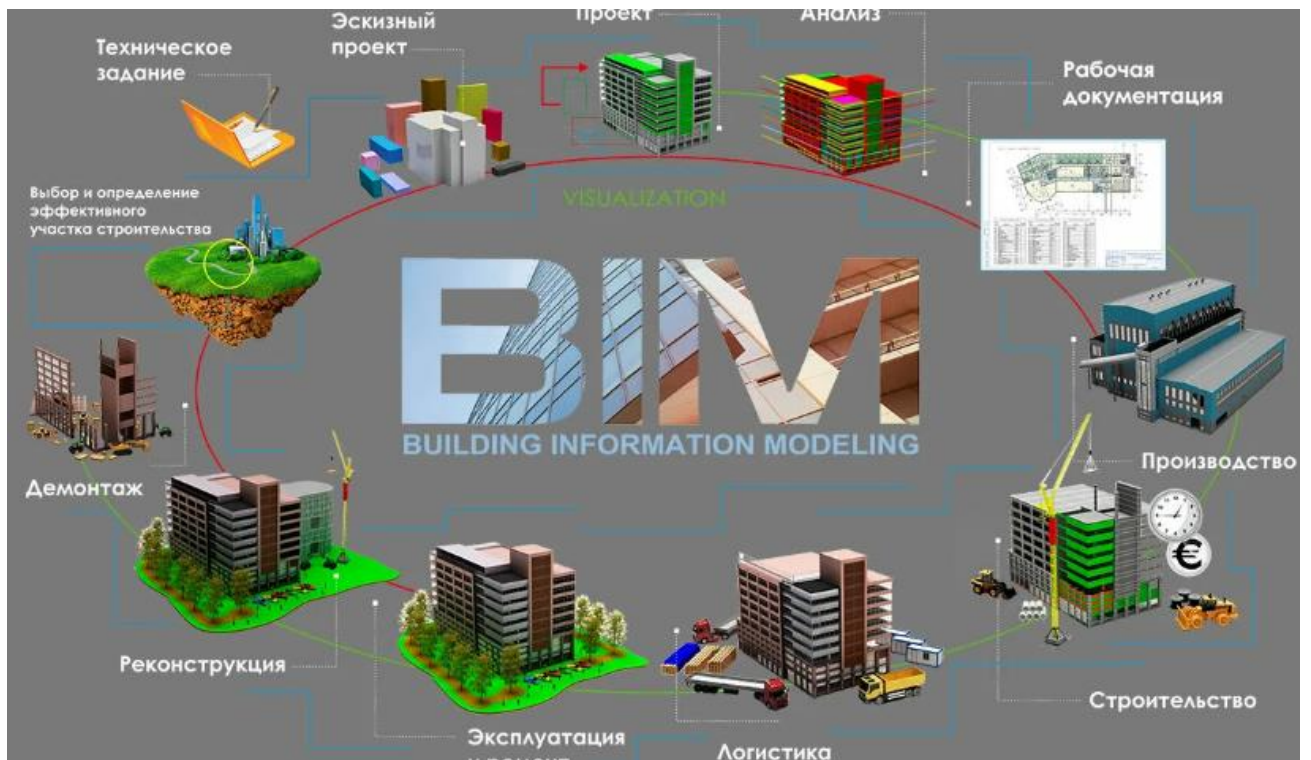 Проект
Анализ
Эскизный
проект
Техническое
задание
Рабочая
документация
Выбор и определение
эффективного
участка строительства
VISUALIZATION
BIM
BUILDING INFORMATION MODELING
Производство
Демонтаж
Реконструкция
Строительство
Эксплуатация
Логистика